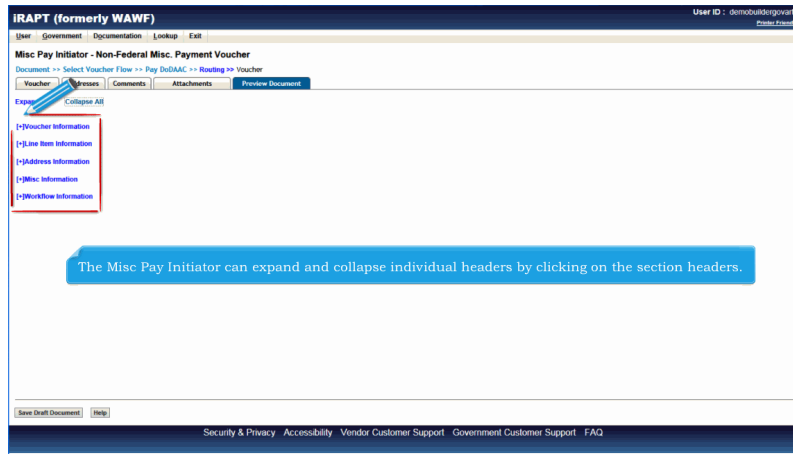 iRAPT (formerly WAWF)
User ID : demobuildergovar
Printer Friend
User Government Documentation Lookup Exit
Misc Pay Initiator - Non-Federal Misc. Payment Voucher
Document >> Select Voucher Flow >> Pay DoDAAC >> Routing >> Voucher
Voucher dresses Comments Attachments Preview Document
Expan Collapse All
[+]Voucher Information
[+]Line Item Information
[+]Address Information
[+]Misc Information
[+]Workflow Information
The Misc Pay Initiator can expand and collapse individual headers by clicking on the section headers.
Save Draft Document Help
Security & Privacy Accessibility Vendor Customer Support Government Customer Support FAQ